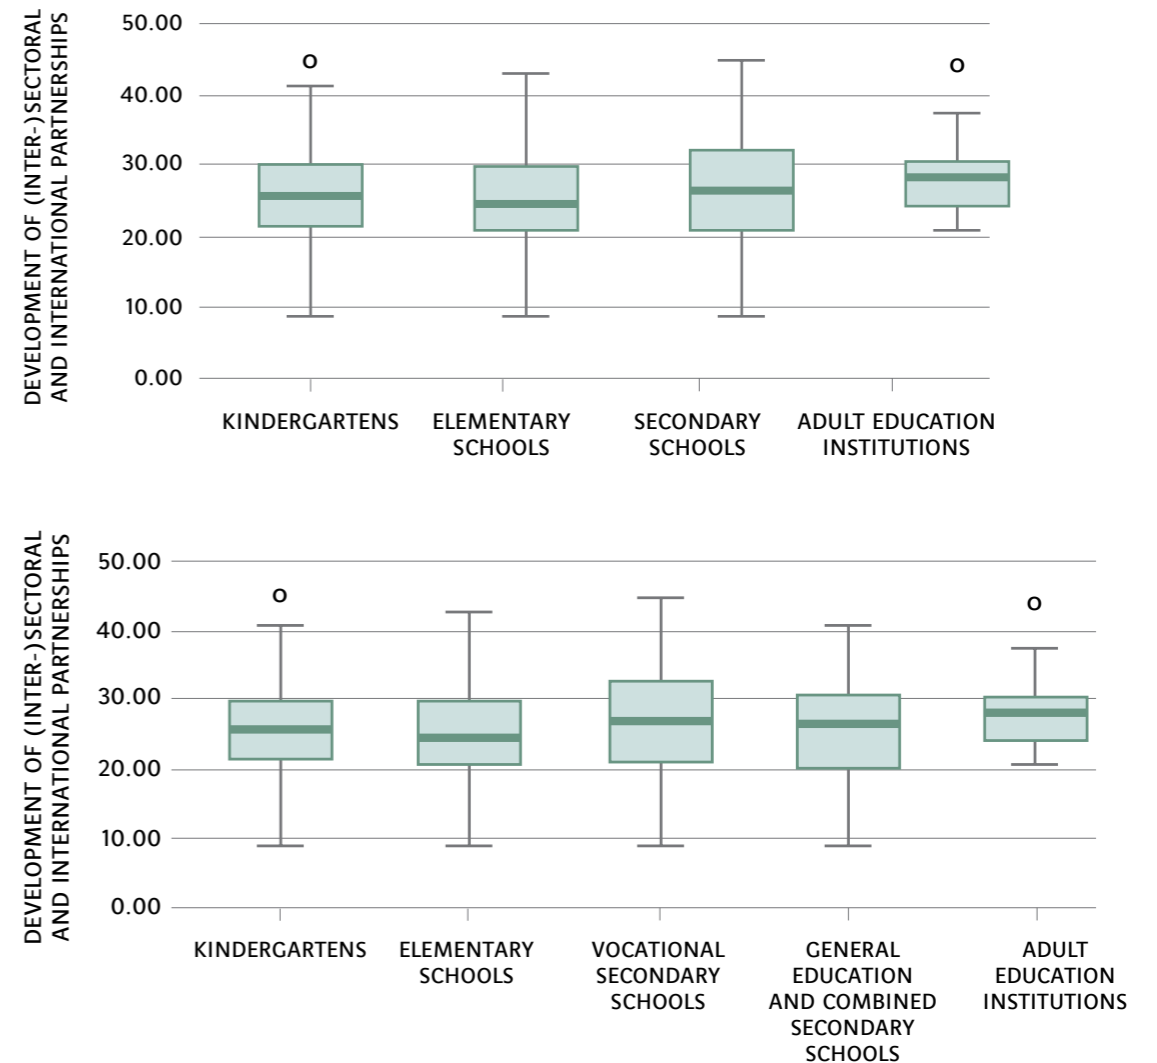 DEVELOPMENT OF (INTER-)SECTORAL
AND INTERNATIONAL PARTNERSHIPS
50.00
40.00
30.00
20.00
10.00
0.00
KINDERGARTENS
ELEMENTARY
SCHOOLS
SECONDARY
SCHOOLS
ADULT EDUCATION
INSTITUTIONS
DEVELOPMENT OF (INTER-)SECTORAL
AND INTERNATIONAL PARTNERSHIPS
50.00
40.00
30.00
20.00
10.00
0.00
KINDERGARTENS
ELEMENTARY
SCHOOLS
VOCATIONAL
SECONDARY
SCHOOLS
GENERAL
EDUCATION
AND COMBINED
SECONDARY
SCHOOLS
ADULT
EDUCATION
INSTITUTIONS